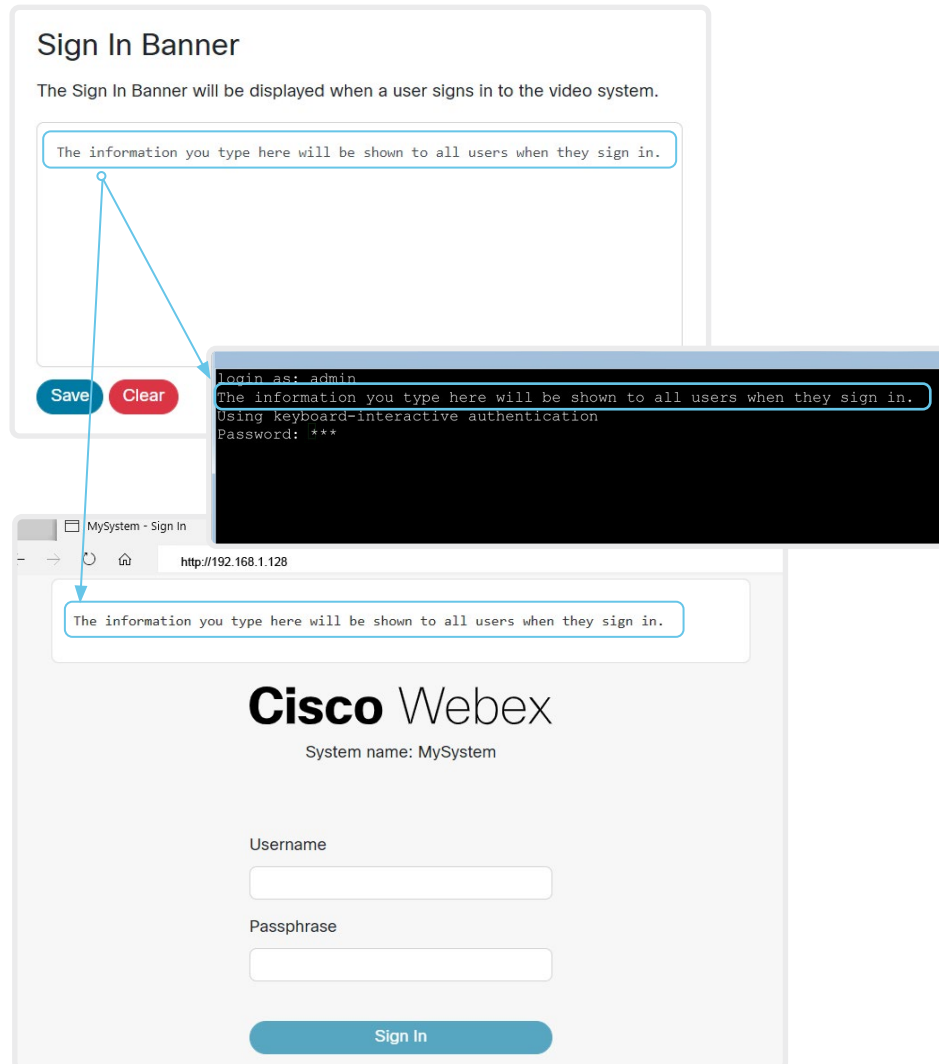 Sign In Banner
The Sign In Banner will be displayed when a user signs in to the video system.
The information you type here will be shown to all users when they sign in.
Save
Clear
login as: admin
The information you type here will be shown to all users when they sign in.
Using keyboard-interactive authentication
Password: ***
MySystem - Sign In
http://192.168.1.128
The information you type here will be shown to all users when they sign in.
Cisco Webex
System name: MySystem
Username
Passphrase
Sign In